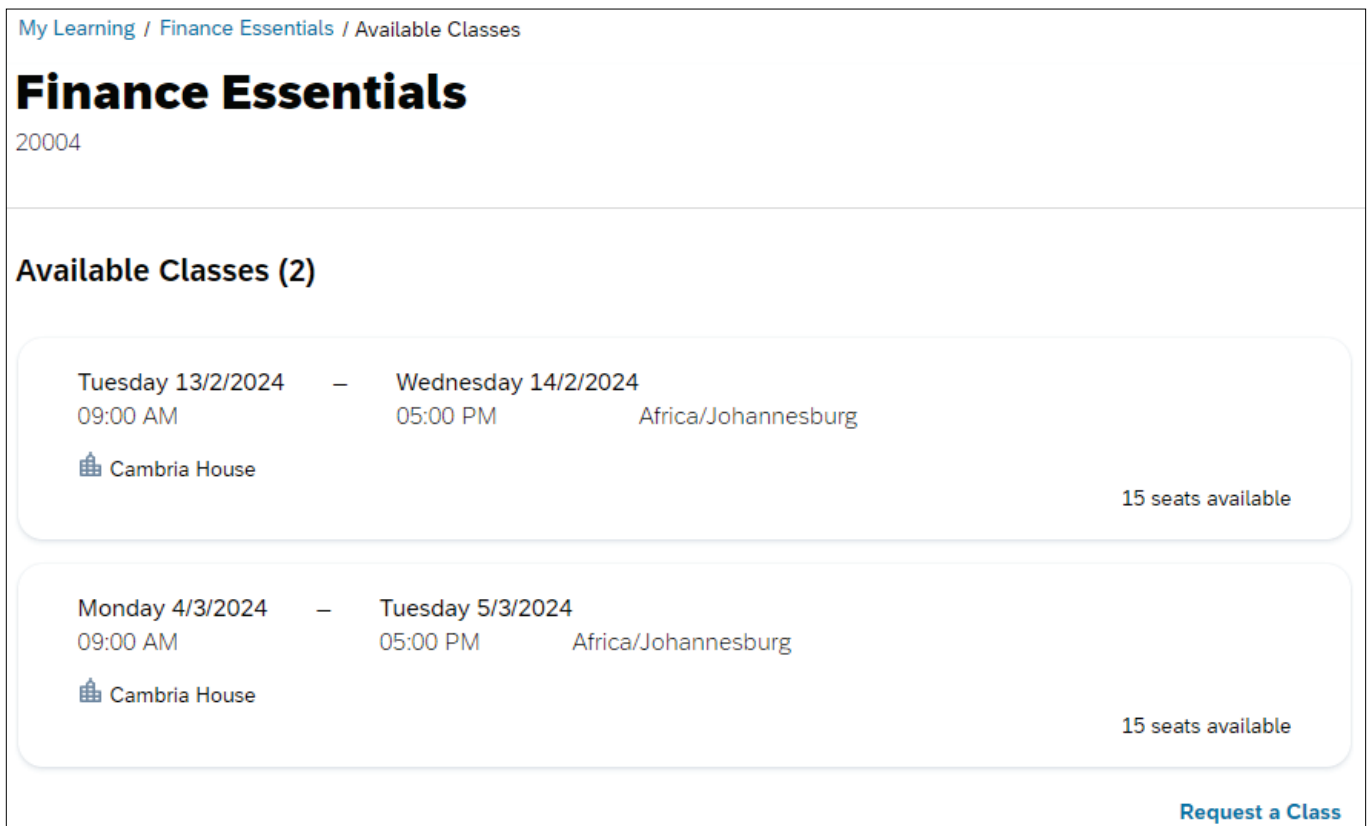 My Learning / Finance Essentials / Available Classes
Finance Essentials
20004
Available Classes (2)
Tuesday 13/2/2024 – Wednesday 14/2/2024
09:00 AM 05:00 PM Africa/Johannesburg
Cambria House
15 seats available
Monday 4/3/2024 – Tuesday 5/3/2024
09:00 AM 05:00 PM Africa/Johannesburg
Cambria House
15 seats available
Request a Class